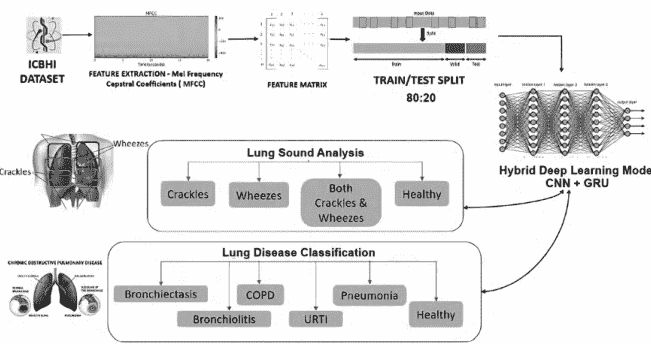 MFCC
Input Data
Split
Train
Valid
Test
ICBHI
DATASET
FEATURE EXTRACTION - Mel Frequency
Cepstral Coefficients ( MFCC)
FEATURE MATRIX
TRAIN/TEST SPLIT
80:20
Hybrid Deep Learning Mode
CNN + GRU
Wheezes
Crackles
Lung Sound Analysis
Crackles
Wheezes
Both
Crackles &
Wheezes
Healthy
CHRONIC OBSTRUCTIVE PULMONARY DISEASE
Lung Disease Classification
Bronchiectasis
COPD
Pneumonia
Bronchiolitis
URTI
Healthy